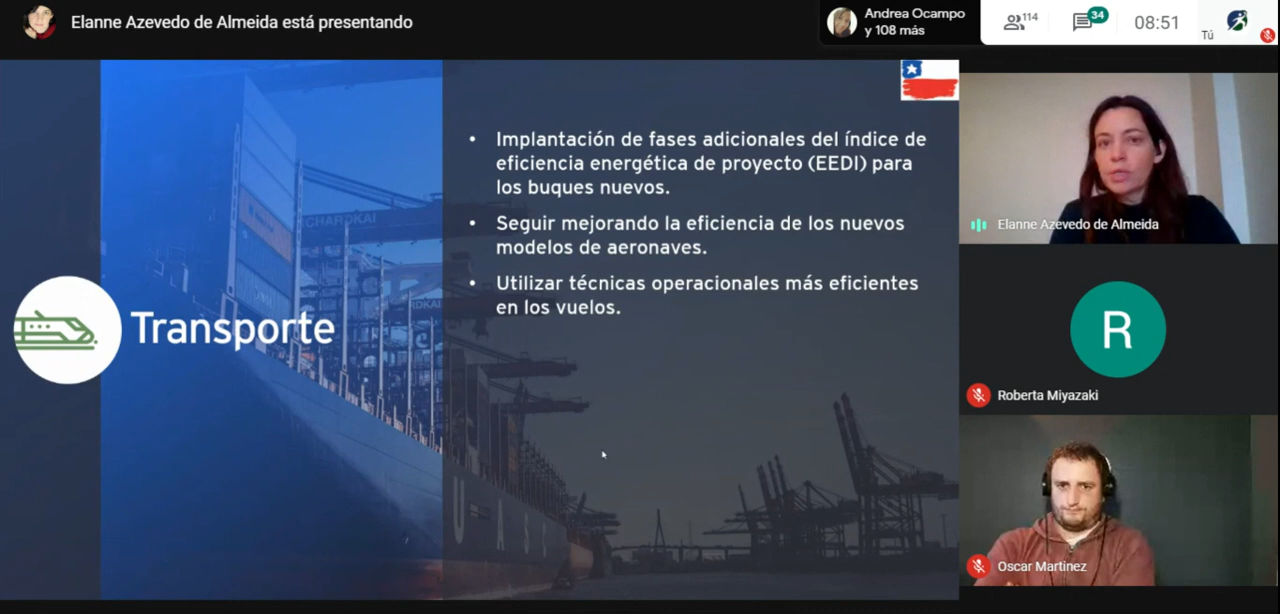 Elanne Azevedo de Almeida está presentando
Andrea Ocampo
y 108 más
114
34
08:51
Tú
• Implantación de fases adicionales del índice de
eficiencia energética de proyecto (EEDI) para
los buques nuevos.
• Seguir mejorando la eficiencia de los nuevos
modelos de aeronaves.
• Utilizar técnicas operacionales más eficientes
en los vuelos.
Transporte
Elanne Azevedo de Almeida
R
Roberta Miyazaki
Oscar Martinez